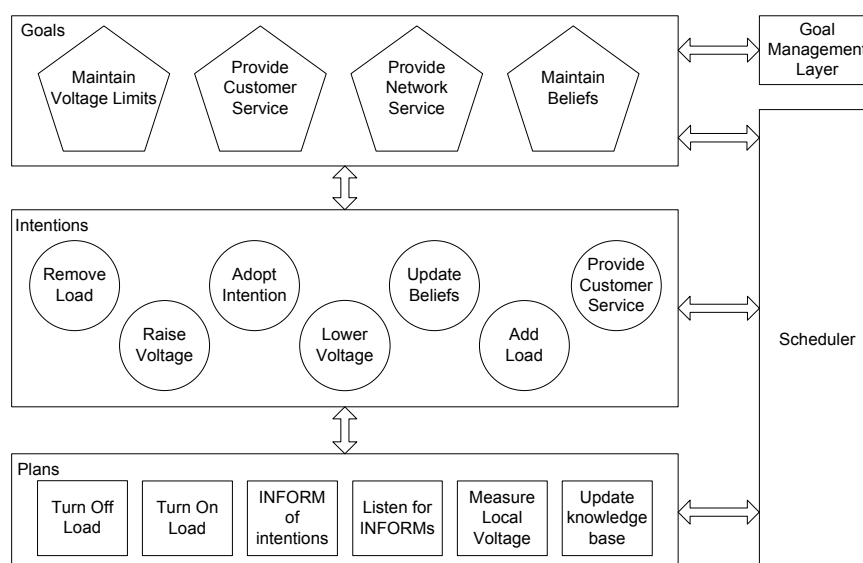 Goals
Maintain
Voltage Limits
Provide
Customer
Service
Provide
Network
Service
Maintain
Beliefs
Goal
Management
Layer
Intentions
Remove
Load
Raise
Voltage
Adopt
Intention
Lower
Voltage
Update
Beliefs
Add
Load
Provide
Customer
Service
Scheduler
Plans
Turn Off
Load
Turn On
Load
INFORM
of
intentions
Listen for
INFORMs
Measure
Local
Voltage
Update
knowledge
base